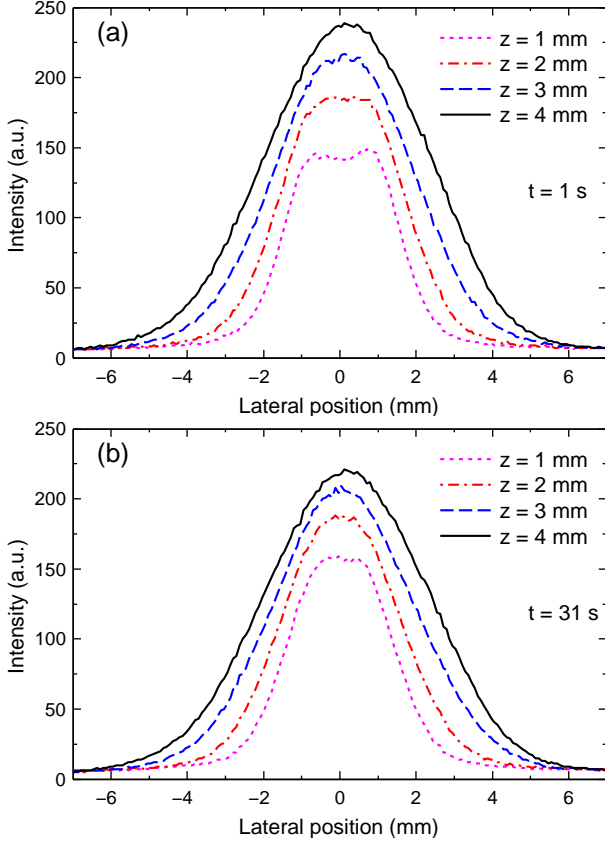 250
(a)
z = 1 mm
z = 2 mm
200
z = 3 mm
z = 4 mm
150
t = 1 s
100
50
0
−6 −4 −2 0 2 4 6
Intensity (a.u.)
Lateral position (mm)
250
(b)
z = 1 mm
z = 2 mm
200
z = 3 mm
z = 4 mm
150
t = 31 s
100
50
0
−6 −4 −2 0 2 4 6
Intensity (a.u.)
Lateral position (mm)